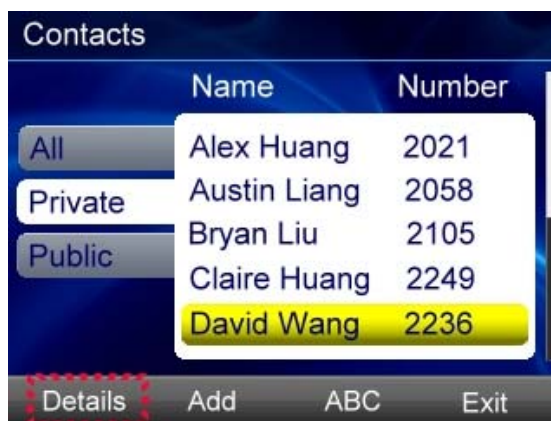 Contacts
Name Number
All
Private
Public
Alex Huang 2021
Austin Liang 2058
Bryan Liu 2105
Claire Huang 2249
David Wang 2236
Details Add ABC Exit